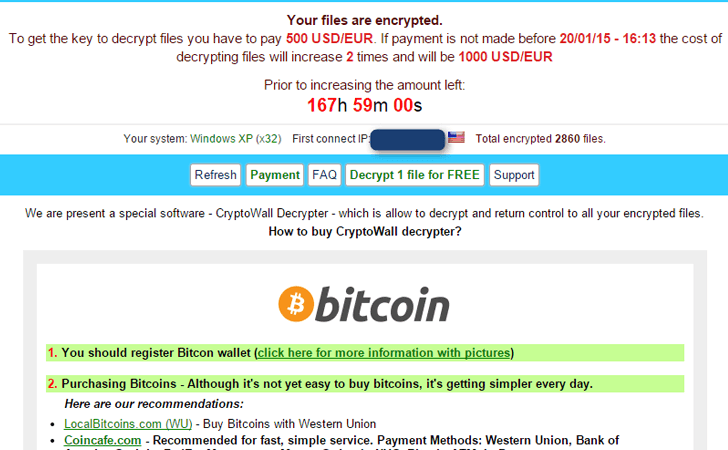 Your files are encrypted.
To get the key to decrypt files you have to pay 500 USD/EUR. If payment is not made before 20/01/15 - 16:13 the cost of
decrypting files will increase 2 times and will be 1000 USD/EUR
Prior to increasing the amount left:
167h 59m 00s
Your system: Windows XP (x32) First connect IP: Total encrypted 2860 files.
Refresh Payment FAQ Decrypt 1 file for FREE Support
We are present a special software - CryptoWall Decrypter - which is allow to decrypt and return control to all your encrypted files.
How to buy CryptoWall decrypter?
bitcoin
1. You should register Bitcon wallet (click here for more information with pictures)
2. Purchasing Bitcoins - Although it's not yet easy to buy bitcoins, it's getting simpler every day.
Here are our recommendations:
• LocalBitcoins.com (WU) - Buy Bitcoins with Western Union
• Coincafe.com - Recommended for fast, simple service. Payment Methods: Western Union, Bank of